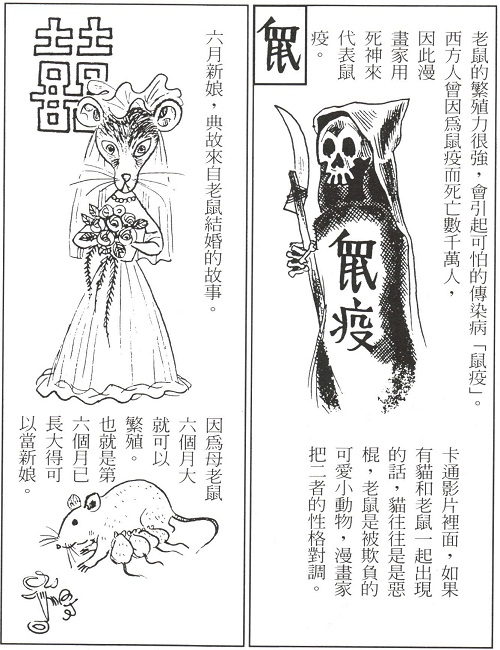 鼠
老鼠的繁殖力很強，會引起可怕的傳染病「鼠疫」。
西方人曾因爲鼠疫而死亡數千萬人，
因此漫
畫家用
死神來
代表鼠
疫。
鼠疫
卡通影片裡面，如果
有貓和老鼠一起出現
的話，貓往往是是惡
棍，老鼠是被欺負的
可愛小動物，漫畫家
把二者的性格對調。
囍
六月新娘，典故來自老鼠結婚的故事。
因爲母老鼠
六個月大
就可以
繁殖。
也就是第
六個月已
長大得可
以當新娘。